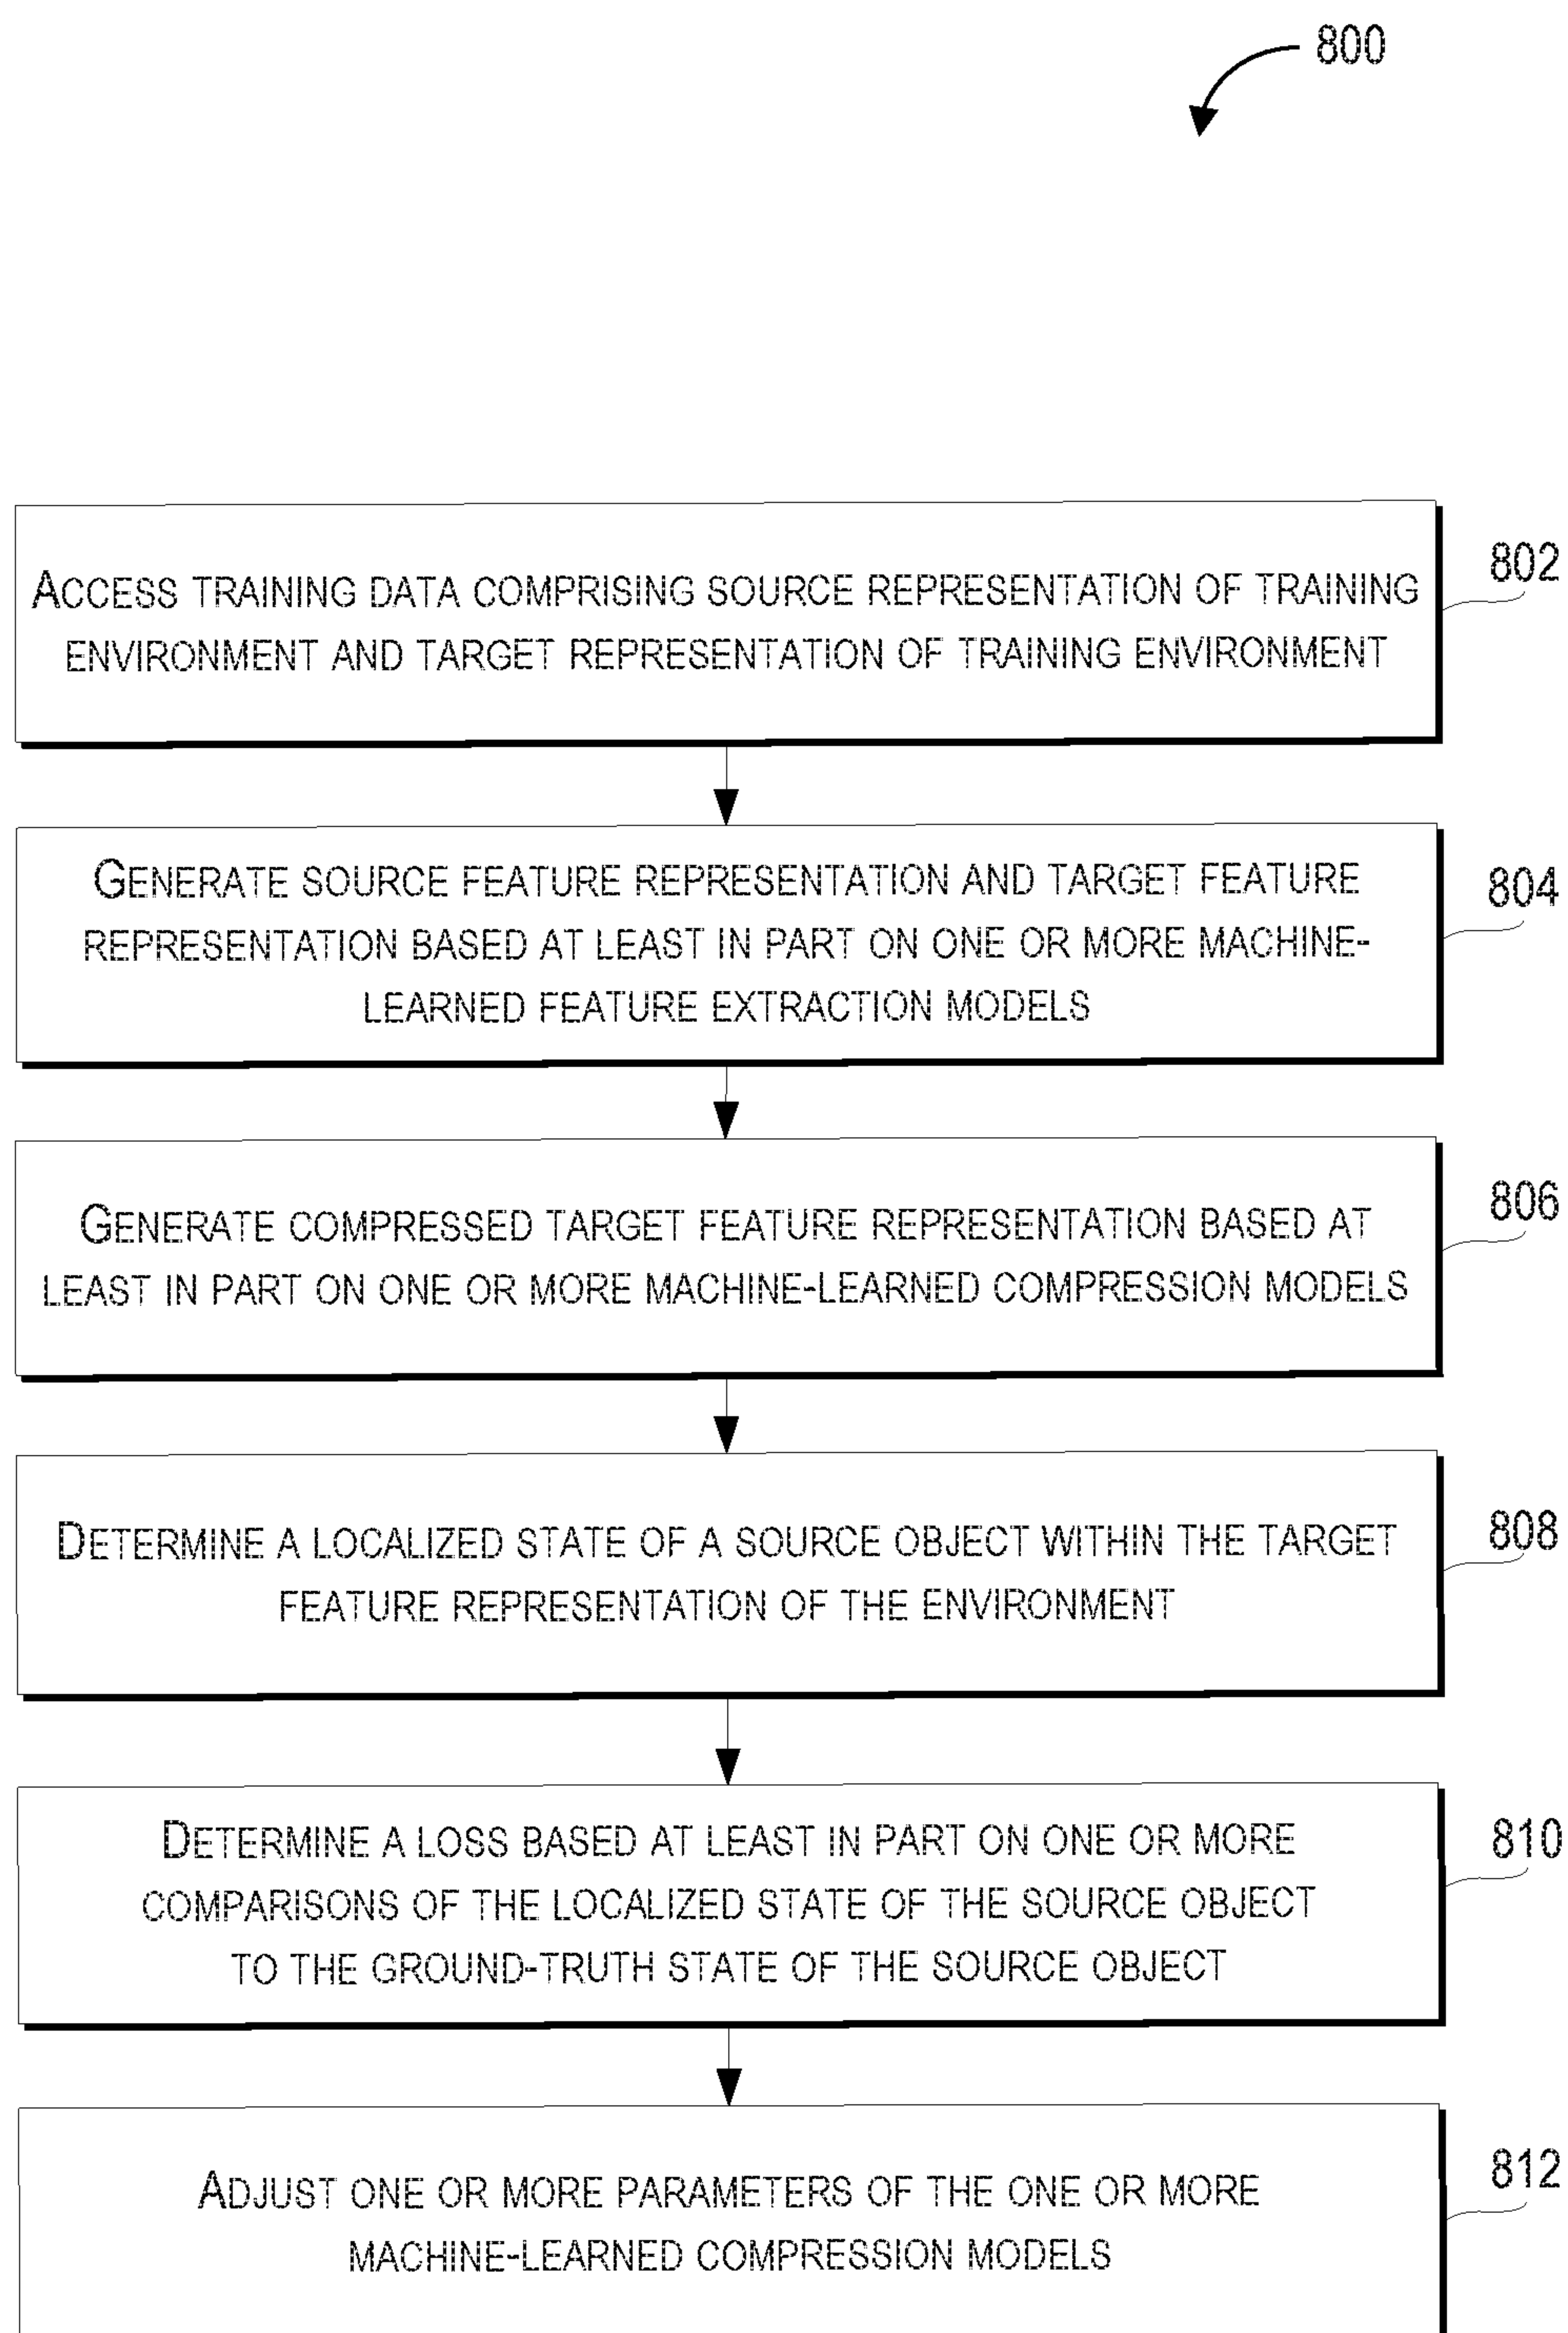 800
802
ACCESS TRAINING DATA COMPRISING SOURCE REPRESENTATION OF TRAINING
ENVIRONMENT AND TARGET REPRESENTATION OF TRAINING ENVIRONMENT
804
GENERATE SOURCE FEATURE REPRESENTATION AND TARGET FEATURE
REPRESENTATION BASED AT LEAST IN PART ON ONE OR MORE MACHINE-
LEARNED FEATURE EXTRACTION MODELS
806
GENERATE COMPRESSED TARGET FEATURE REPRESENTATION BASED AT
LEAST IN PART ON ONE OR MORE MACHINE-LEARNED COMPRESSION MODELS
808
DETERMINE A LOCALIZED STATE OF A SOURCE OBJECT WITHIN THE TARGET
FEATURE REPRESENTATION OF THE ENVIRONMENT
810
DETERMINE A LOSS BASED AT LEAST IN PART ON ONE OR MORE
COMPARISONS OF THE LOCALIZED STATE OF THE SOURCE OBJECT
TO THE GROUND-TRUTH STATE OF THE SOURCE OBJECT
812
ADJUST ONE OR MORE PARAMETERS OF THE ONE OR MORE
MACHINE-LEARNED COMPRESSION MODELS